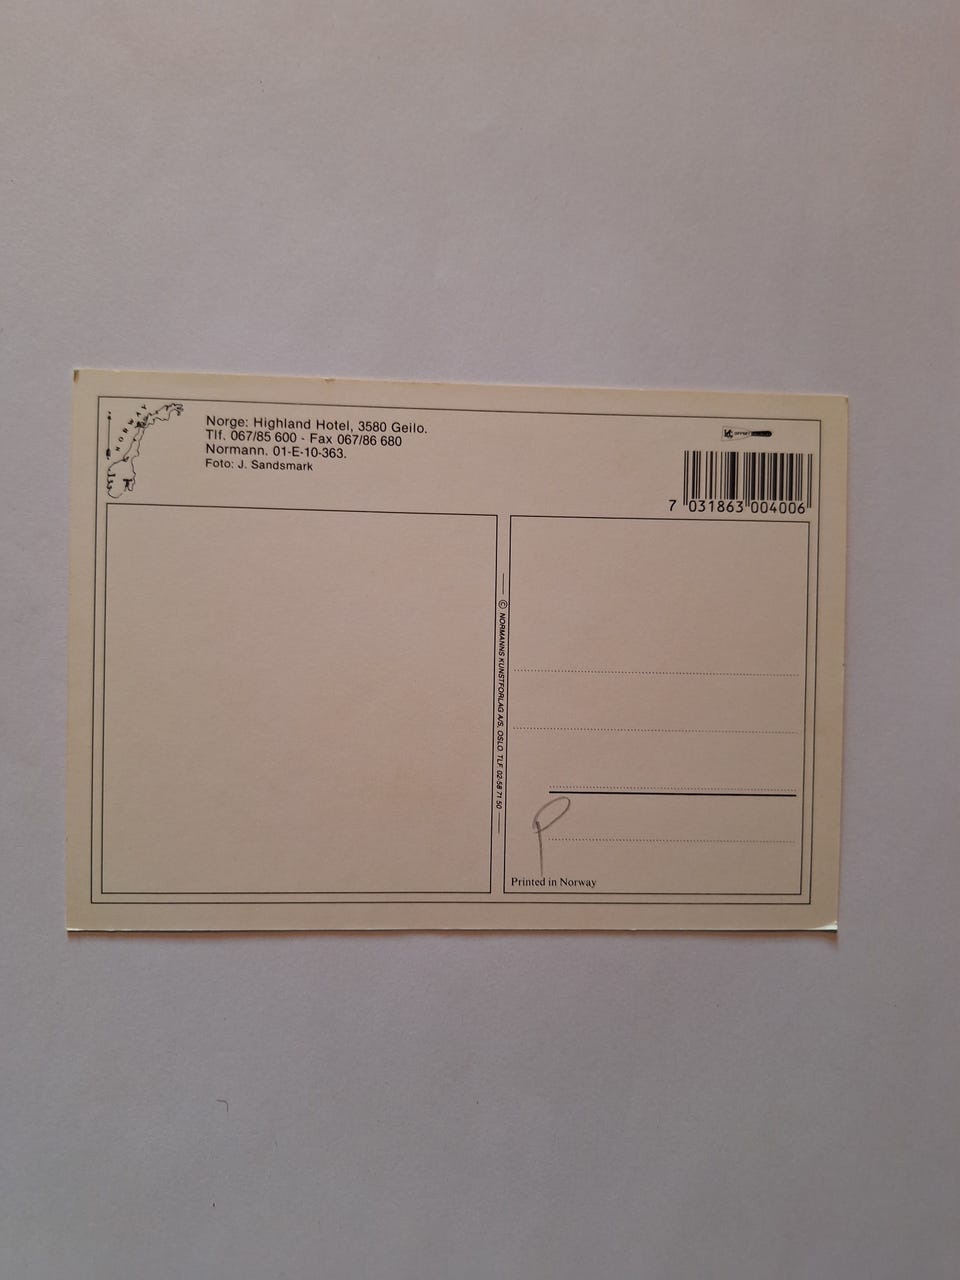 NORWAY
Norge: Highland Hotel, 3580 Geilo.
Tlf. 067/85 600 - Fax 067/86 680
Normann. 01-E-10-363.
Foto: J. Sandsmark
OFFSET
7 031863 004006
© NORMANNS KUNSTFORLAG A/S, OSLO TLF. 02-58 71 50
P
Printed in Norway